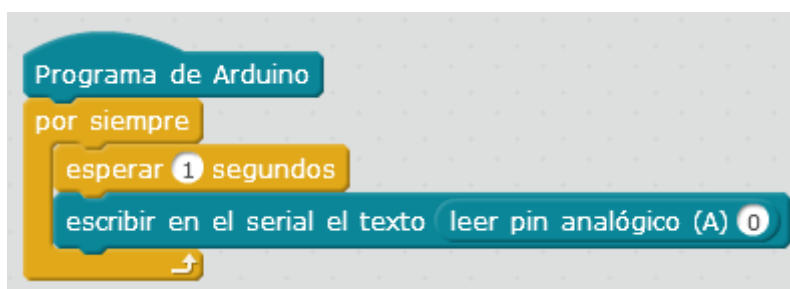 Programa de Arduino
por siempre
esperar 1 segundos
escribir en el serial el texto leer pin analógico (A) 0